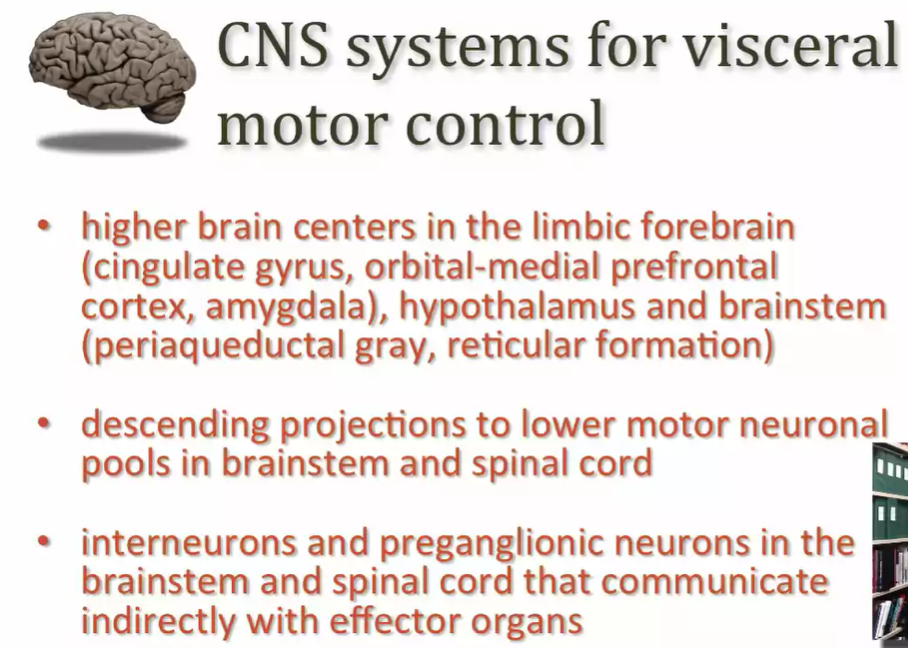 CNS systems for visceral
motor control
• higher brain centers in the limbic forebrain
(cingulate gyrus, orbital-medial prefrontal
cortex, amygdala), hypothalamus and brainstem
(periaqueductal gray, reticular formation)
• descending projections to lower motor neuronal
pools in brainstem and spinal cord
• interneurons and preganglionic neurons in the
brainstem and spinal cord that communicate
indirectly with effector organs